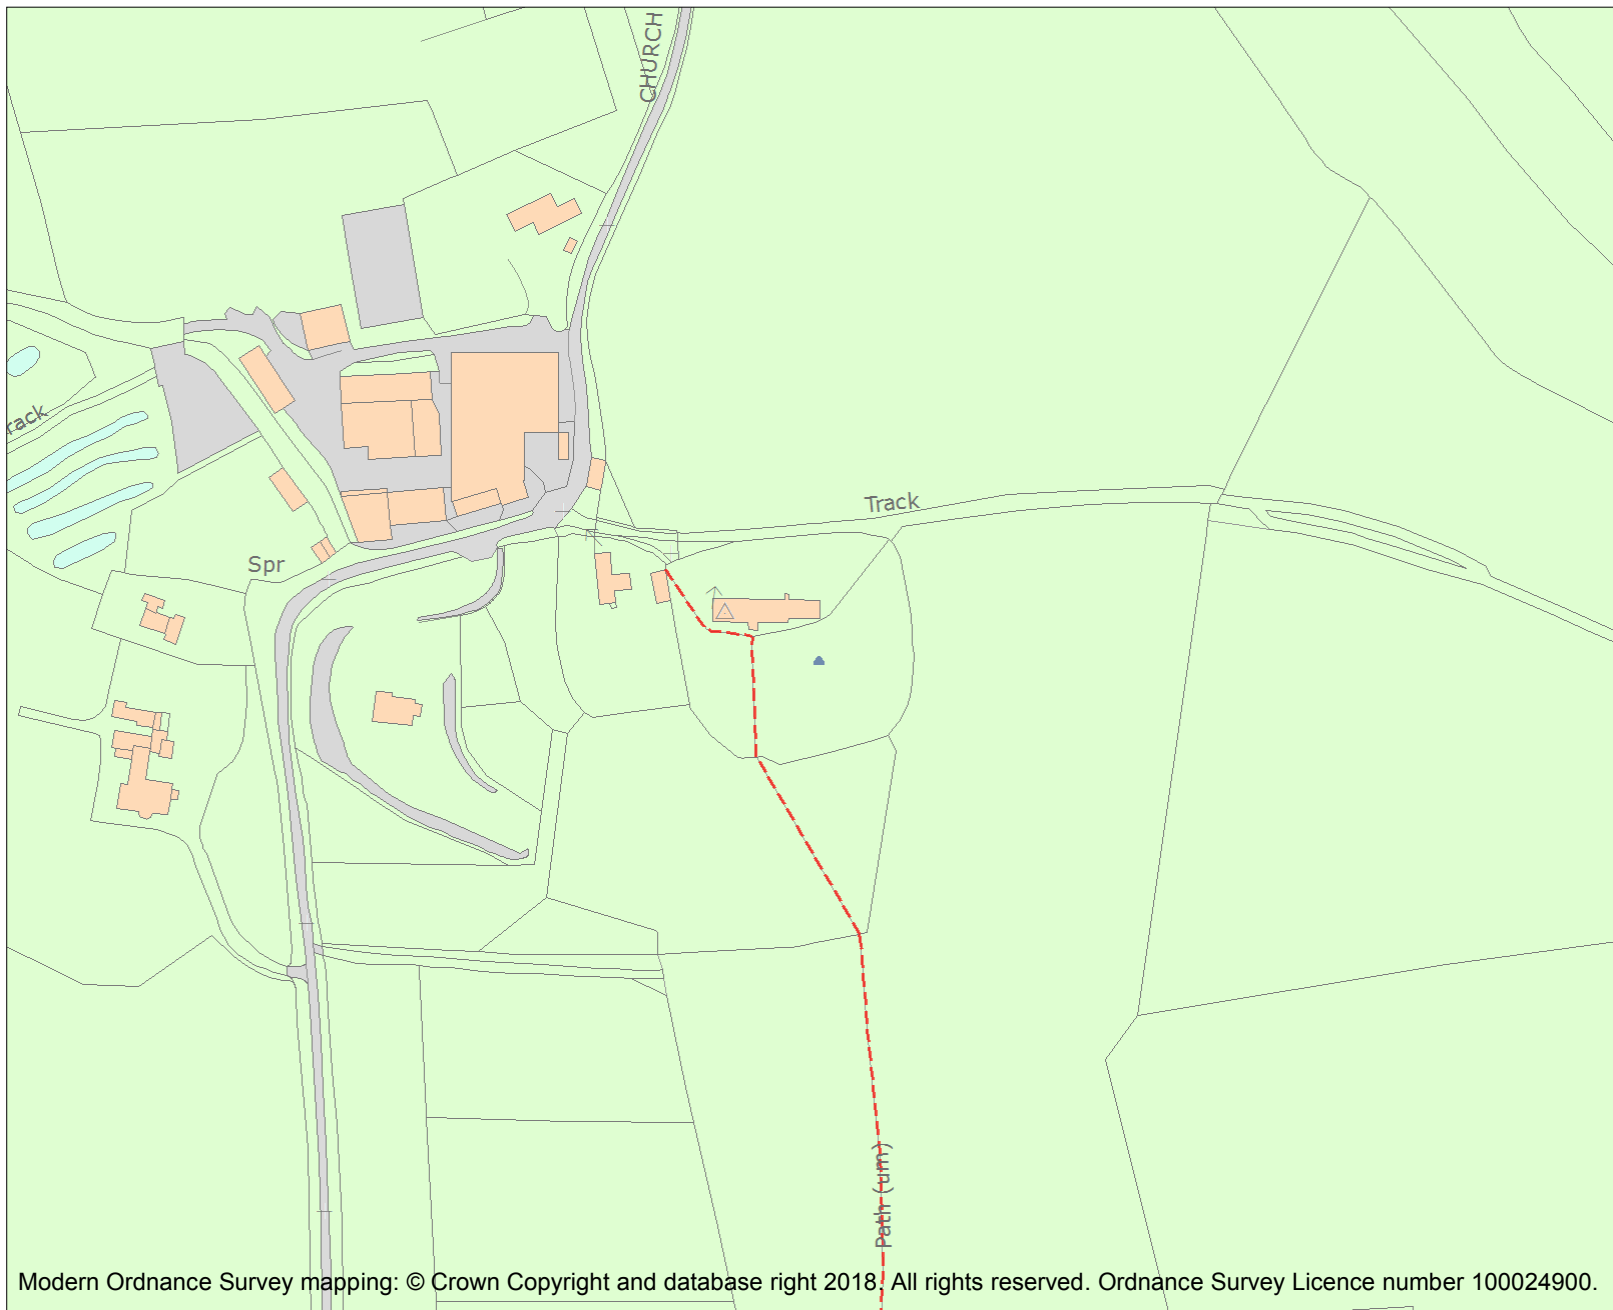 CHURCH
rack
Track
Spr
Path (um)
Modern Ordnance Survey mapping: © Crown Copyright and database right 2018. All rights reserved. Ordnance Survey Licence number 100024900.